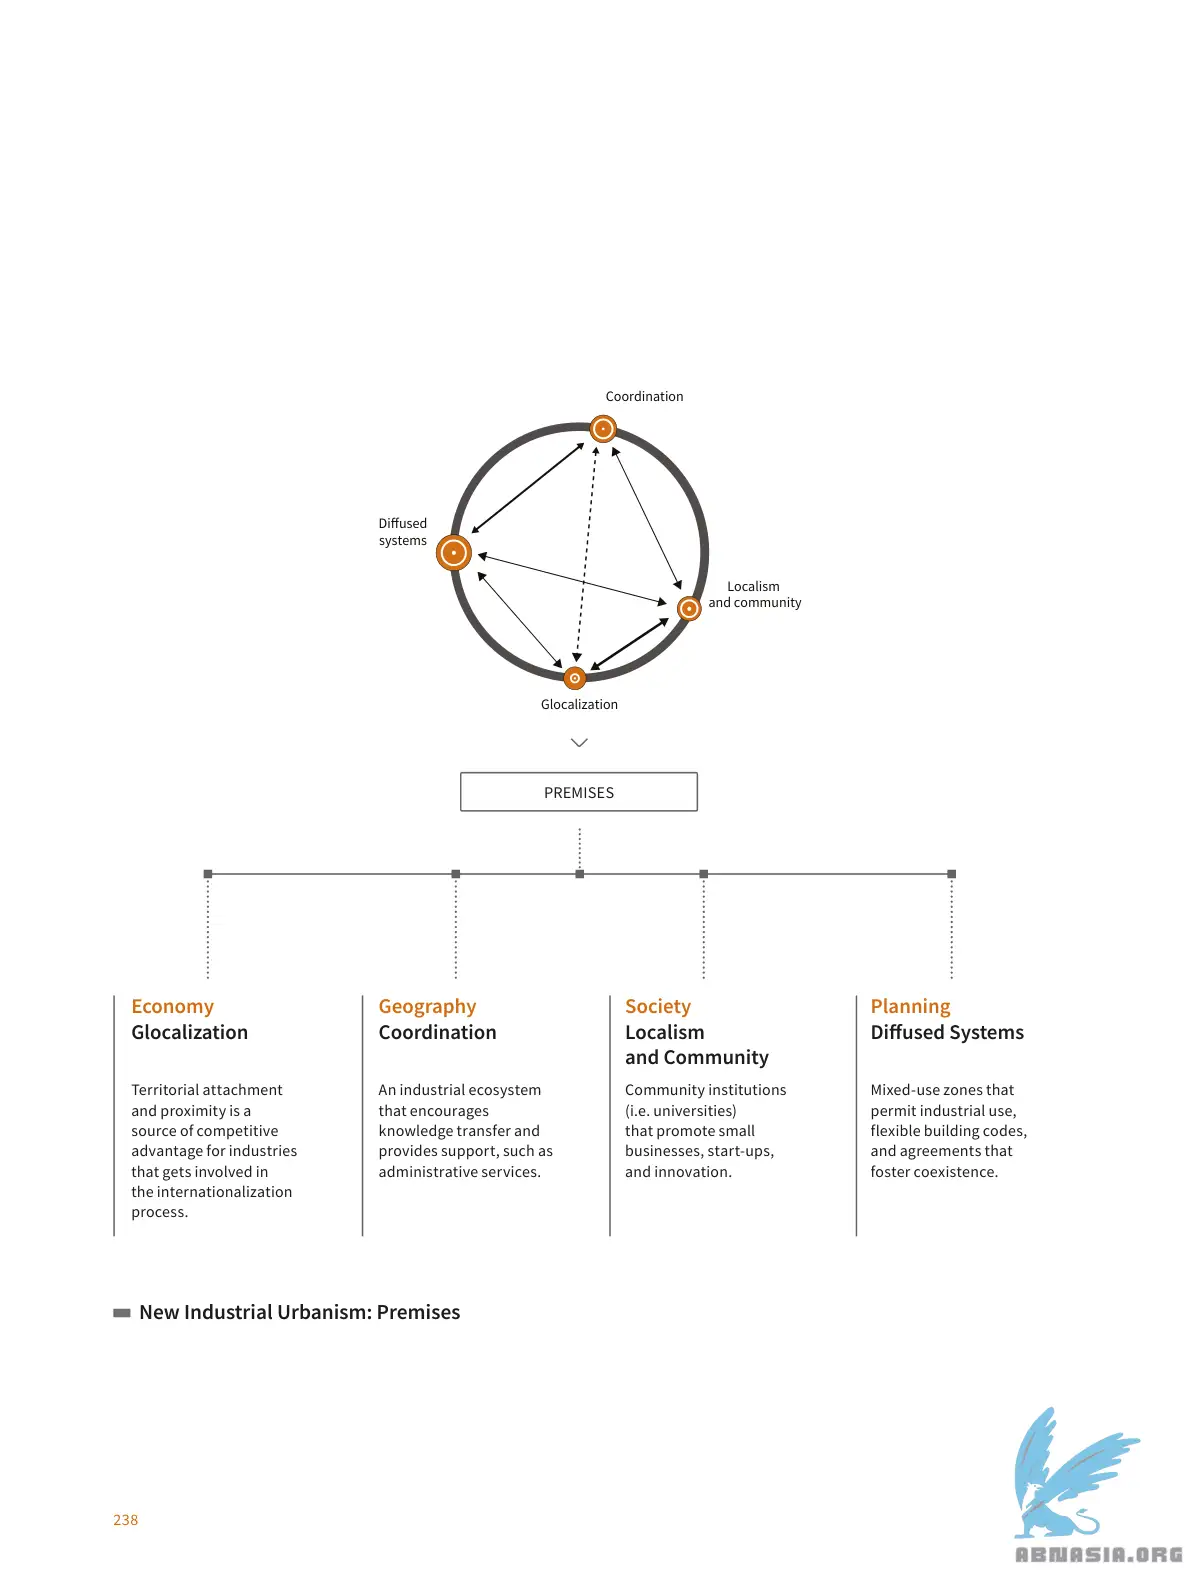 Coordination
Diffused
systems
Localism
and community
Glocalization
PREMISES
Economy
Glocalization
Territorial attachment
and proximity is a
source of competitive
advantage for industries
that gets involved in
the internationalization
process.
Geography
Coordination
An industrial ecosystem
that encourages
knowledge transfer and
provides support, such as
administrative services.
Society
Localism
and Community
Community institutions
(i.e. universities)
that promote small
businesses, start-ups,
and innovation.
Planning
Diffused Systems
Mixed-use zones that
permit industrial use,
flexible building codes,
and agreements that
foster coexistence.
New Industrial Urbanism: Premises
238
ABNASIA.ORG